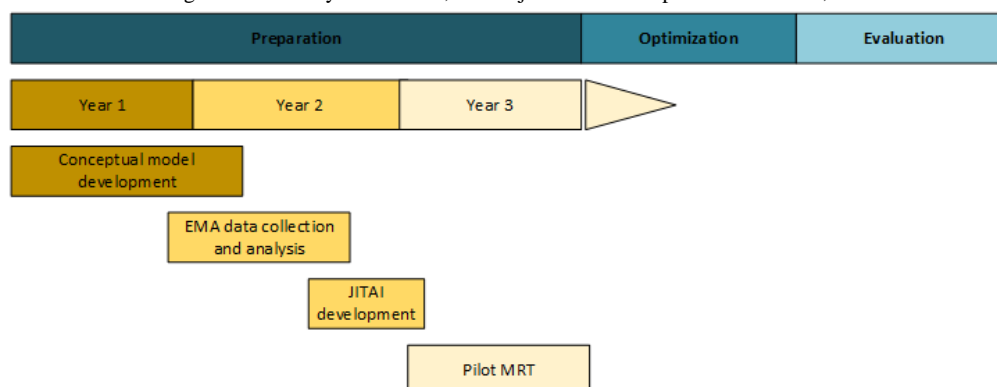 Preparation Optimization Evaluation
Year 1 Year 2 Year 3
Conceptual model
development
EMA data collection
and analysis
JITAI
development
Pilot MRT